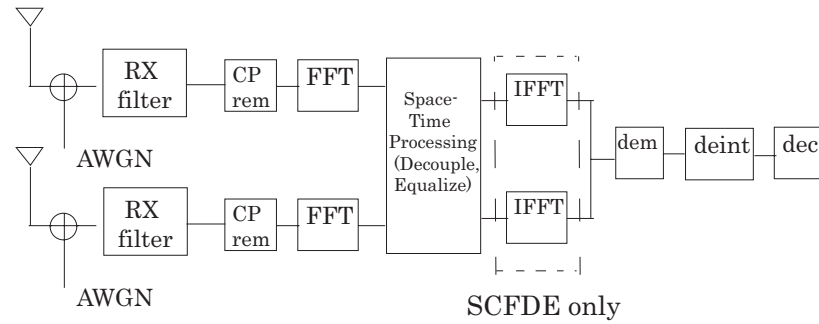 RX
filter
CP
rem
FFT
AWGN
Space-
Time
Processing
(Decouple,
Equalize)
IFFT
dem
deint
dec
RX
filter
CP
rem
FFT
IFFT
AWGN
SCFDE only